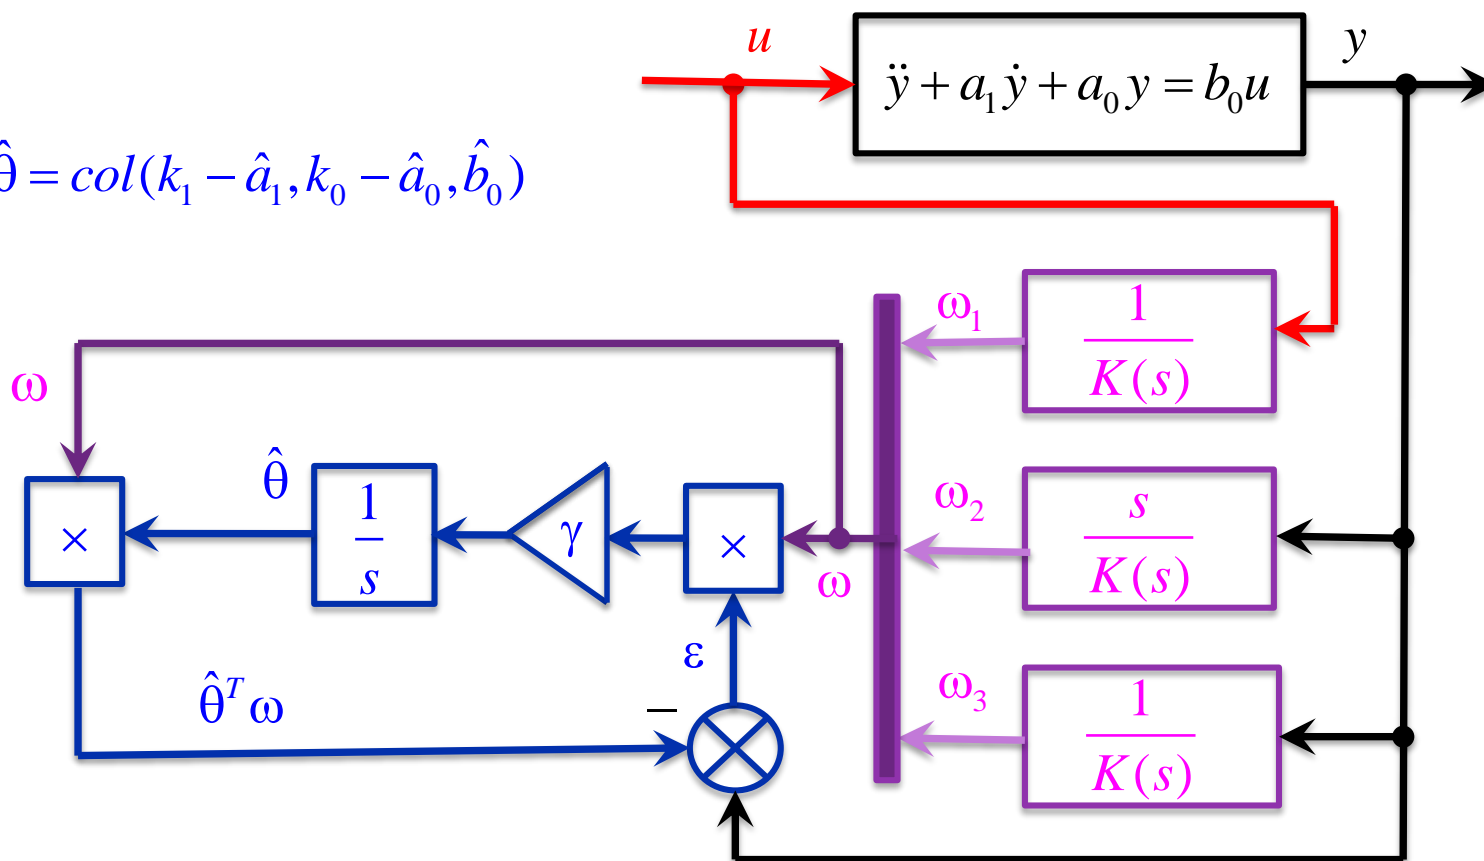 u
ÿ + a₁ẏ + a₀y = b₀u
y
θ̂ = col(k₁ − â₁, k₀ − â₀, b̂₀)
ω₁
1
K(s)
ω
θ̂
1
s
γ
×
×
ω
ω₂
s
K(s)
ε
θ̂ᵀω
−
ω₃
1
K(s)